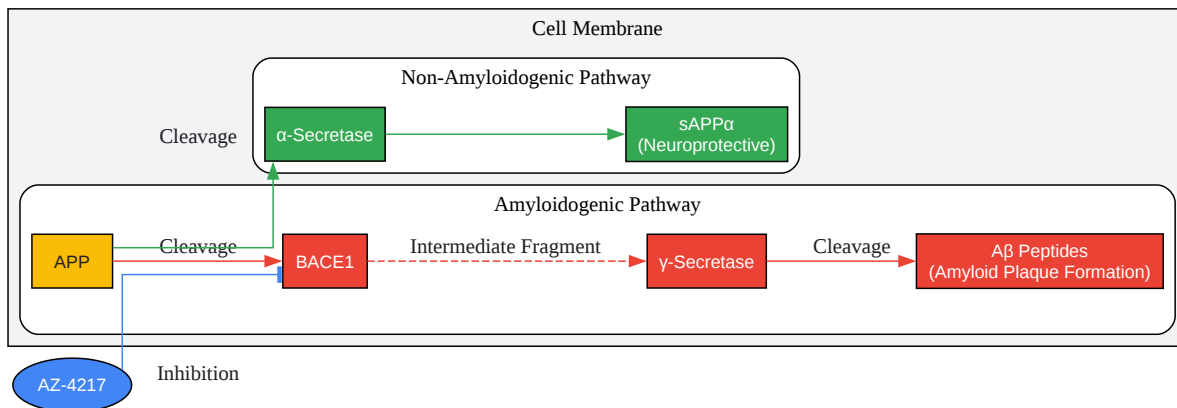 Cell Membrane
Non-Amyloidogenic Pathway
Cleavage
α-Secretase
sAPPα
(Neuroprotective)
Amyloidogenic Pathway
APP
Cleavage
BACE1
Intermediate Fragment
γ-Secretase
Cleavage
Aβ Peptides
(Amyloid Plaque Formation)
AZ-4217
Inhibition